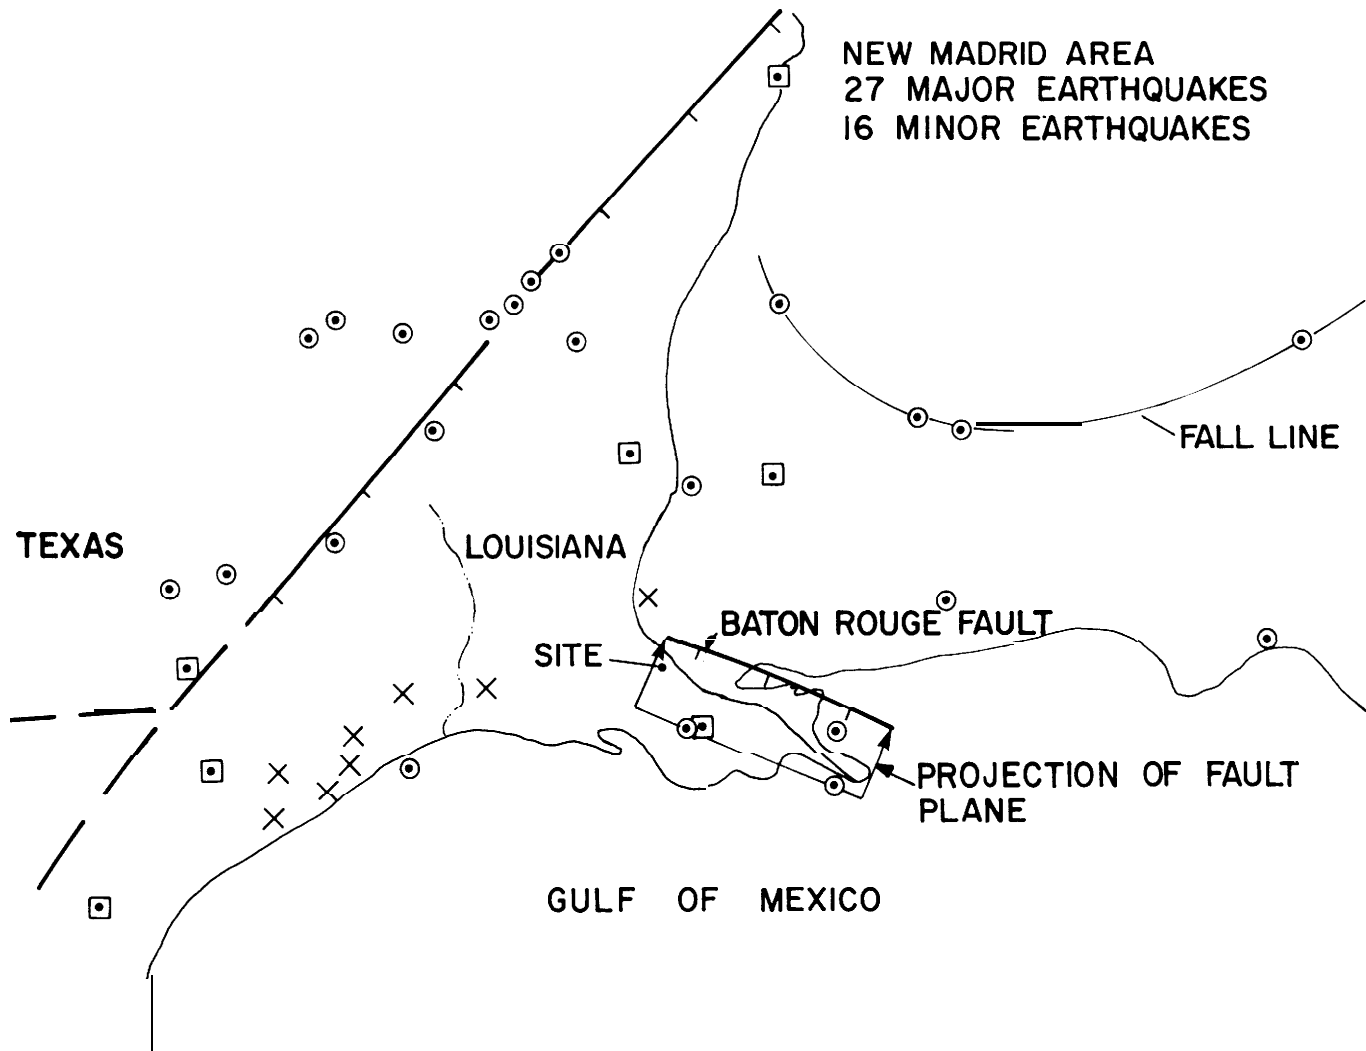 NEW MADRID AREA
27 MAJOR EARTHQUAKES
16 MINOR EARTHQUAKES
FALL LINE
TEXAS
LOUISIANA
BATON ROUGE FAULT
SITE
PROJECTION OF FAULT
PLANE
GULF OF MEXICO